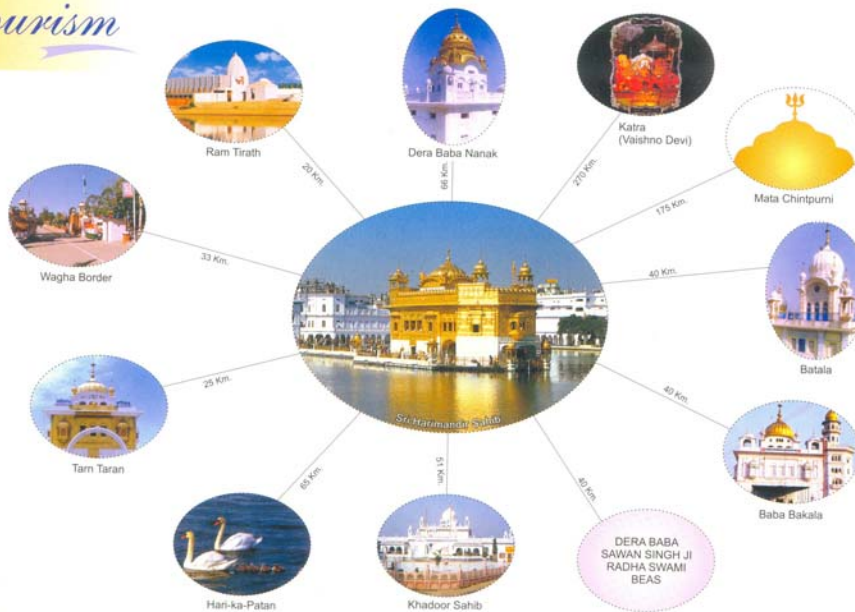 ourism
Ram Tirath
Dera Baba Nanak
Katra
(Vaishno Devi)
Mata Chintpurni
20 Km.
66 Km.
270 Km.
175 Km.
Wagha Border
33 Km.
40 Km.
Batala
Sri Harimandir Sahib
25 Km.
Tarn Taran
40 Km.
Baba Bakala
65 Km.
51 Km.
40 Km.
Hari-ka-Patan
Khadoor Sahib
DERA BABA
SAWAN SINGH JI
RADHA SWAMI
BEAS